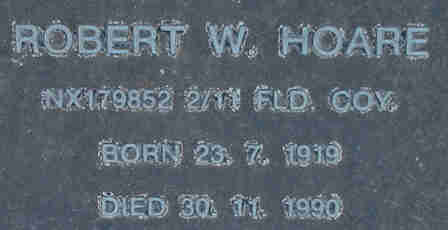 ROBERT W. HOARE
NX179852 2/11 FLD. COY.
BORN 23. 7. 1919
DIED 30. 11. 1990